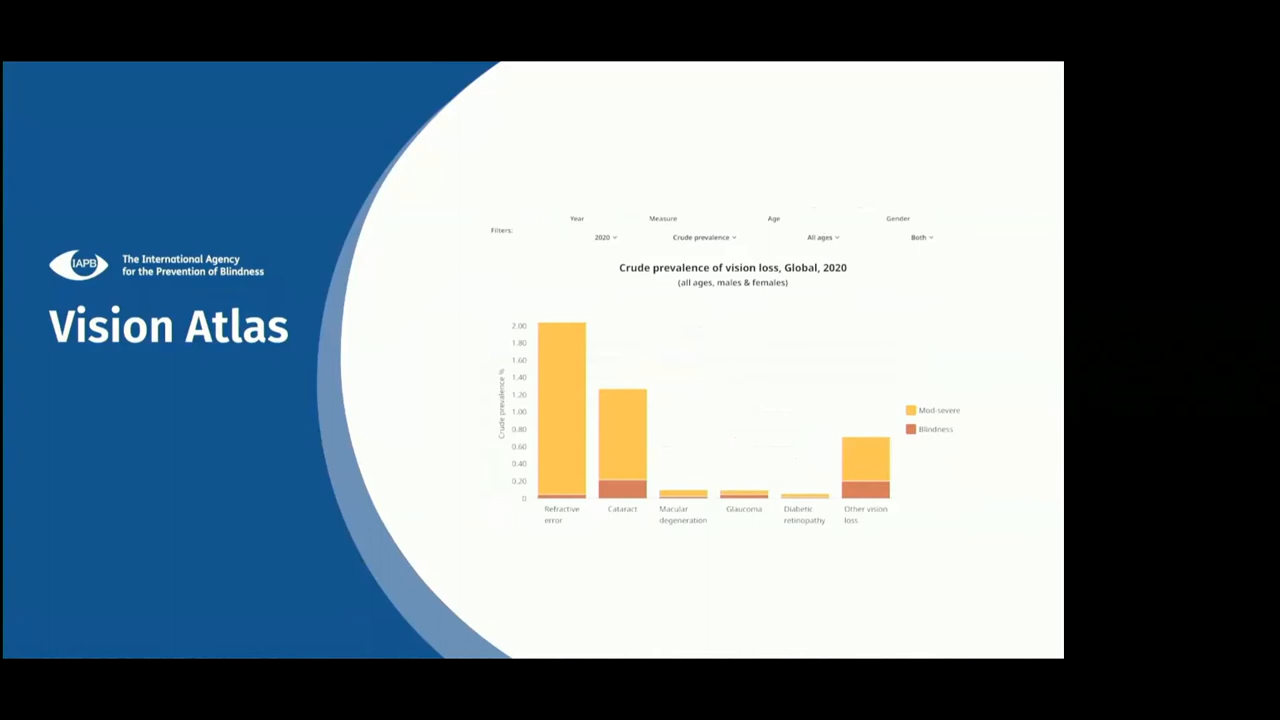 IAPB
The International Agency
for the Prevention of Blindness
Vision Atlas
Filters:
Year
Measure
Age
Gender
2020
Crude prevalence
All ages
Both
Crude prevalence of vision loss, Global, 2020
(all ages, males & females)
Crude prevalence %
2.00
1.80
1.60
1.40
1.20
1.00
0.80
0.60
0.40
0.20
0
Refractive
error
Cataract
Macular
degeneration
Glaucoma
Diabetic
retinopathy
Other vision
loss
Mod-severe
Blindness